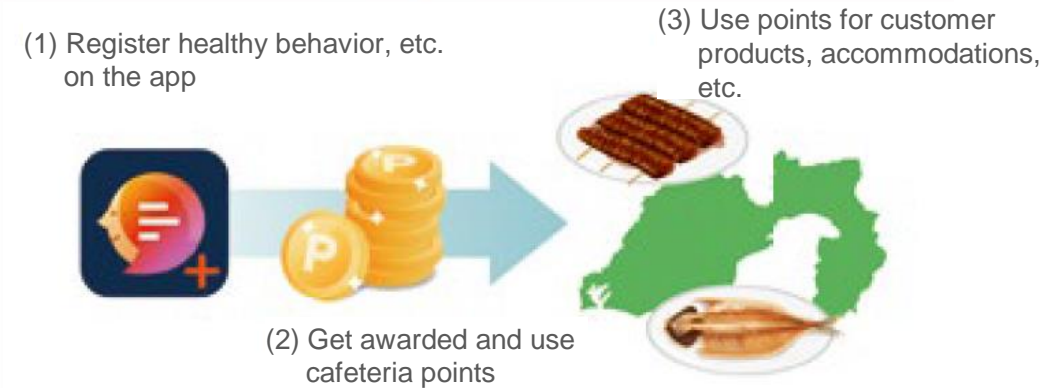 (1) Register healthy behavior, etc.
on the app
(3) Use points for customer
products, accommodations,
etc.
P
P
(2) Get awarded and use
cafeteria points